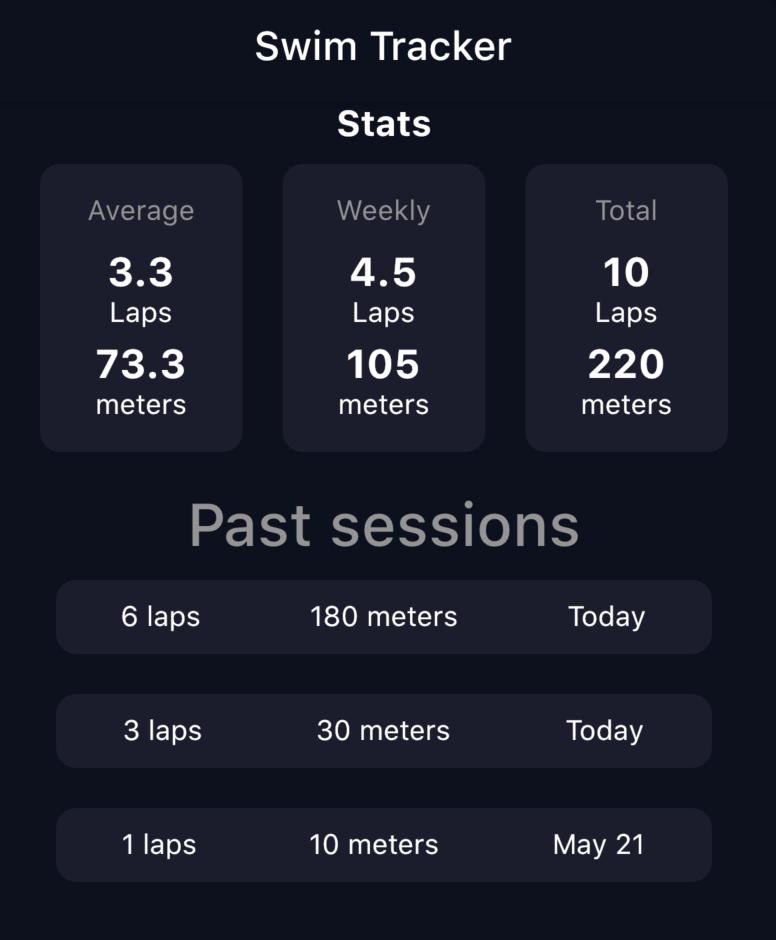 Swim Tracker
Stats
Average
3.3
Laps
73.3
meters
Weekly
4.5
Laps
105
meters
Total
10
Laps
220
meters
Past sessions
6 laps 180 meters Today
3 laps 30 meters Today
1 laps 10 meters May 21